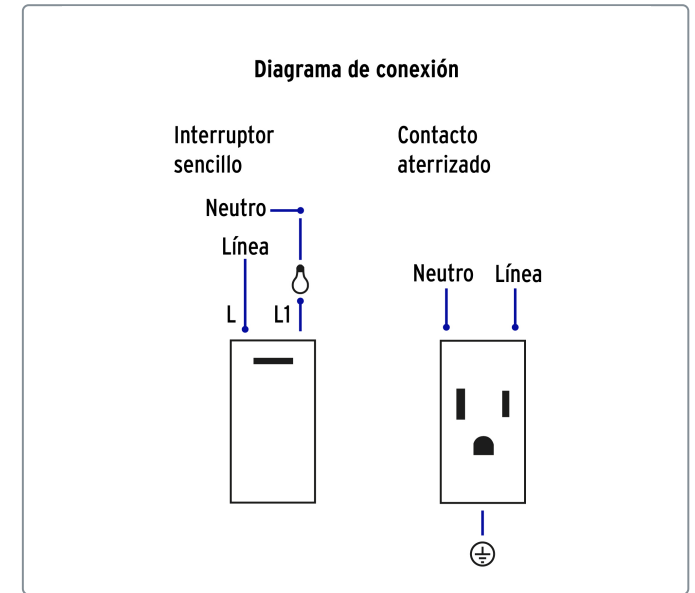 Diagrama de conexión
Interruptor
sencillo
Neutro
Línea
L
L1
Contacto
aterrizado
Neutro
Línea